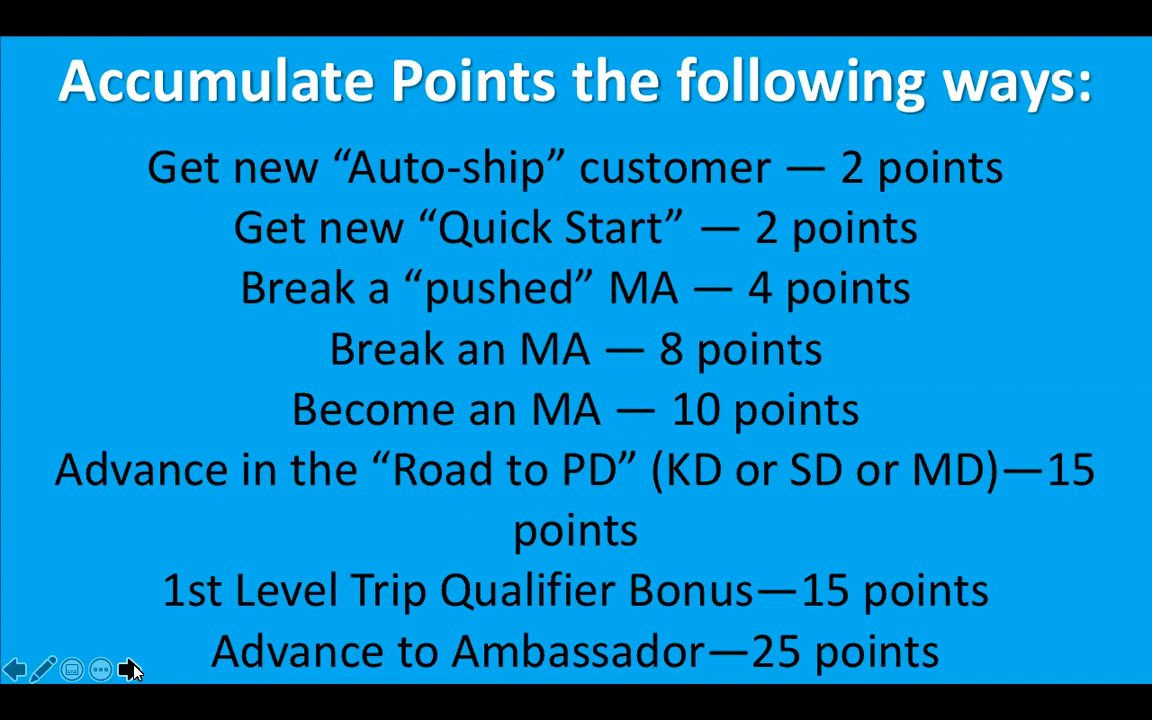 Accumulate Points the following ways:
Get new “Auto-ship” customer — 2 points
Get new “Quick Start” — 2 points
Break a “pushed” MA — 4 points
Break an MA — 8 points
Become an MA — 10 points
Advance in the “Road to PD” (KD or SD or MD)—15
points
1st Level Trip Qualifier Bonus—15 points
Advance to Ambassador—25 points